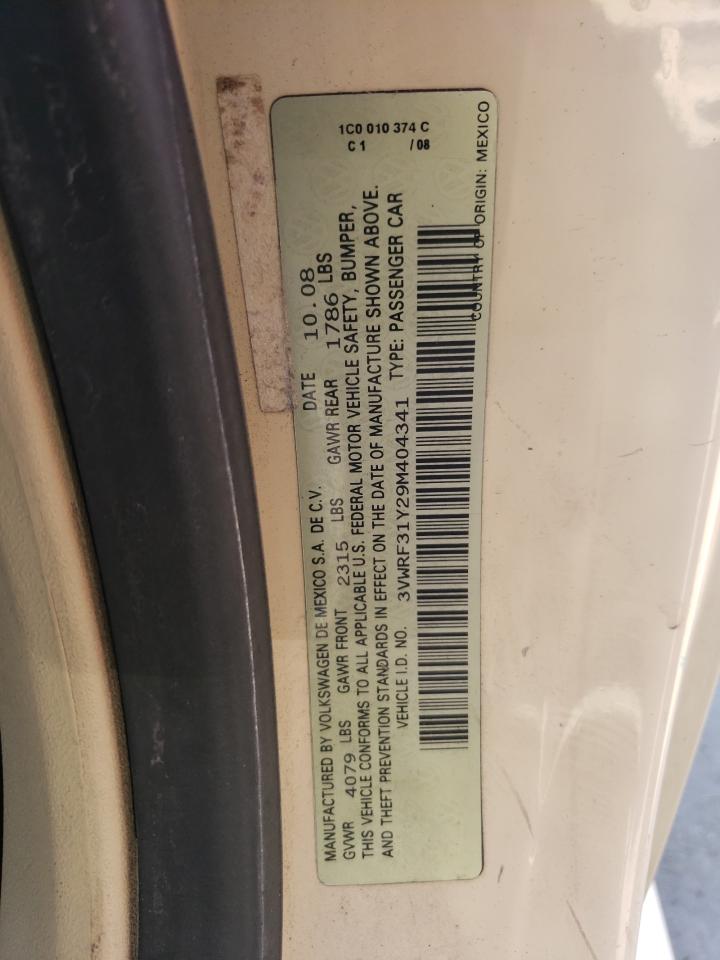 1C0 010 374 C
C 1 /08
MANUFACTURED BY VOLKSWAGEN DE MEXICO S.A. DE C.V. DATE 10.08
GVWR 4079 LBS GAWR FRONT 2315 LBS GAWR REAR 1786 LBS
THIS VEHICLE CONFORMS TO ALL APPLICABLE U.S. FEDERAL MOTOR VEHICLE SAFETY, BUMPER,
AND THEFT PREVENTION STANDARDS IN EFFECT ON THE DATE OF MANUFACTURE SHOWN ABOVE.
VEHICLE I.D. NO. 3VWRF31Y29M404341 TYPE: PASSENGER CAR
COUNTRY OF ORIGIN: MEXICO